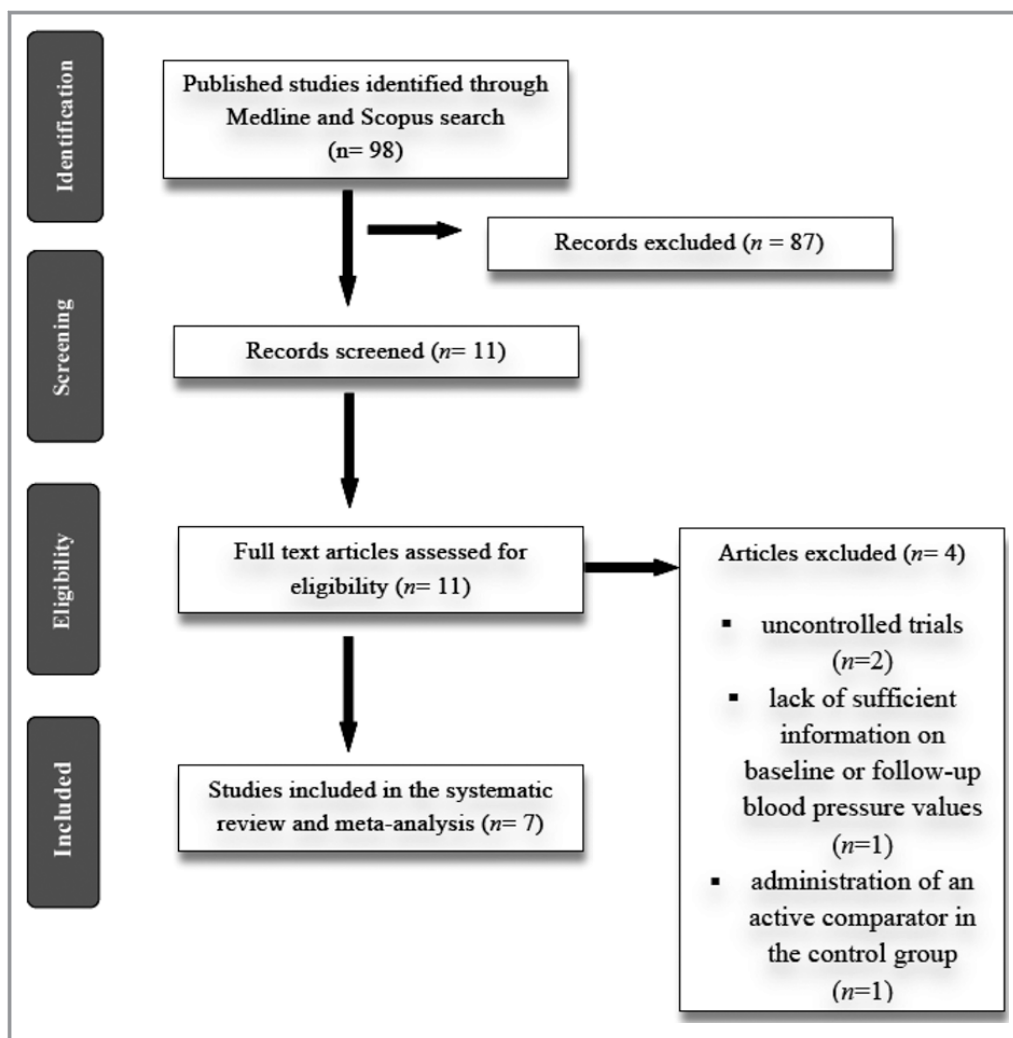 Identification
Published studies identified through
Medline and Scopus search
(n= 98)
Records excluded (n = 87)
Screening
Records screened (n= 11)
Eligibility
Full text articles assessed for
eligibility (n= 11)
Articles excluded (n= 4)
▪ uncontrolled trials
(n=2)
▪ lack of sufficient
information on
baseline or follow-up
blood pressure values
(n=1)
▪ administration of an
active comparator in
the control group
(n=1)
Included
Studies included in the systematic
review and meta-analysis (n= 7)